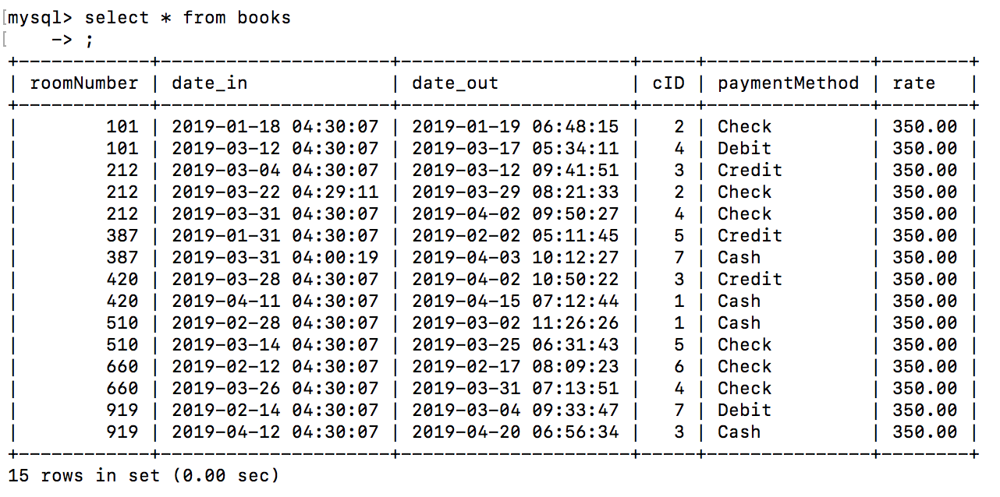 [mysql> select * from books
[    -> ;
+-------------+---------------------+---------------------+-----+---------------+--------+
| roomNumber | date_in             | date_out            | cID | paymentMethod | rate   |
+-------------+---------------------+---------------------+-----+---------------+--------+
|        101 | 2019-01-18 04:30:07 | 2019-01-19 06:48:15 |   2 | Check         | 350.00 |
|        101 | 2019-03-12 04:30:07 | 2019-03-17 05:34:11 |   4 | Debit         | 350.00 |
|        212 | 2019-03-04 04:30:07 | 2019-03-12 09:41:51 |   3 | Credit        | 350.00 |
|        212 | 2019-03-22 04:29:11 | 2019-03-29 08:21:33 |   2 | Check         | 350.00 |
|        212 | 2019-03-31 04:30:07 | 2019-04-02 09:50:27 |   4 | Check         | 350.00 |
|        387 | 2019-01-31 04:30:07 | 2019-02-02 05:11:45 |   5 | Credit        | 350.00 |
|        387 | 2019-03-31 04:00:19 | 2019-04-03 10:12:27 |   7 | Cash          | 350.00 |
|        420 | 2019-03-28 04:30:07 | 2019-04-02 10:50:22 |   3 | Credit        | 350.00 |
|        420 | 2019-04-11 04:30:07 | 2019-04-15 07:12:44 |   1 | Cash          | 350.00 |
|        510 | 2019-02-28 04:30:07 | 2019-03-02 11:26:26 |   1 | Cash          | 350.00 |
|        510 | 2019-03-14 04:30:07 | 2019-03-25 06:31:43 |   5 | Check         | 350.00 |
|        660 | 2019-02-12 04:30:07 | 2019-02-17 08:09:23 |   6 | Check         | 350.00 |
|        660 | 2019-03-26 04:30:07 | 2019-03-31 07:13:51 |   4 | Check         | 350.00 |
|        919 | 2019-02-14 04:30:07 | 2019-03-04 09:33:47 |   7 | Debit         | 350.00 |
|        919 | 2019-04-12 04:30:07 | 2019-04-20 06:56:34 |   3 | Cash          | 350.00 |
+-------------+---------------------+---------------------+-----+---------------+--------+
15 rows in set (0.00 sec)